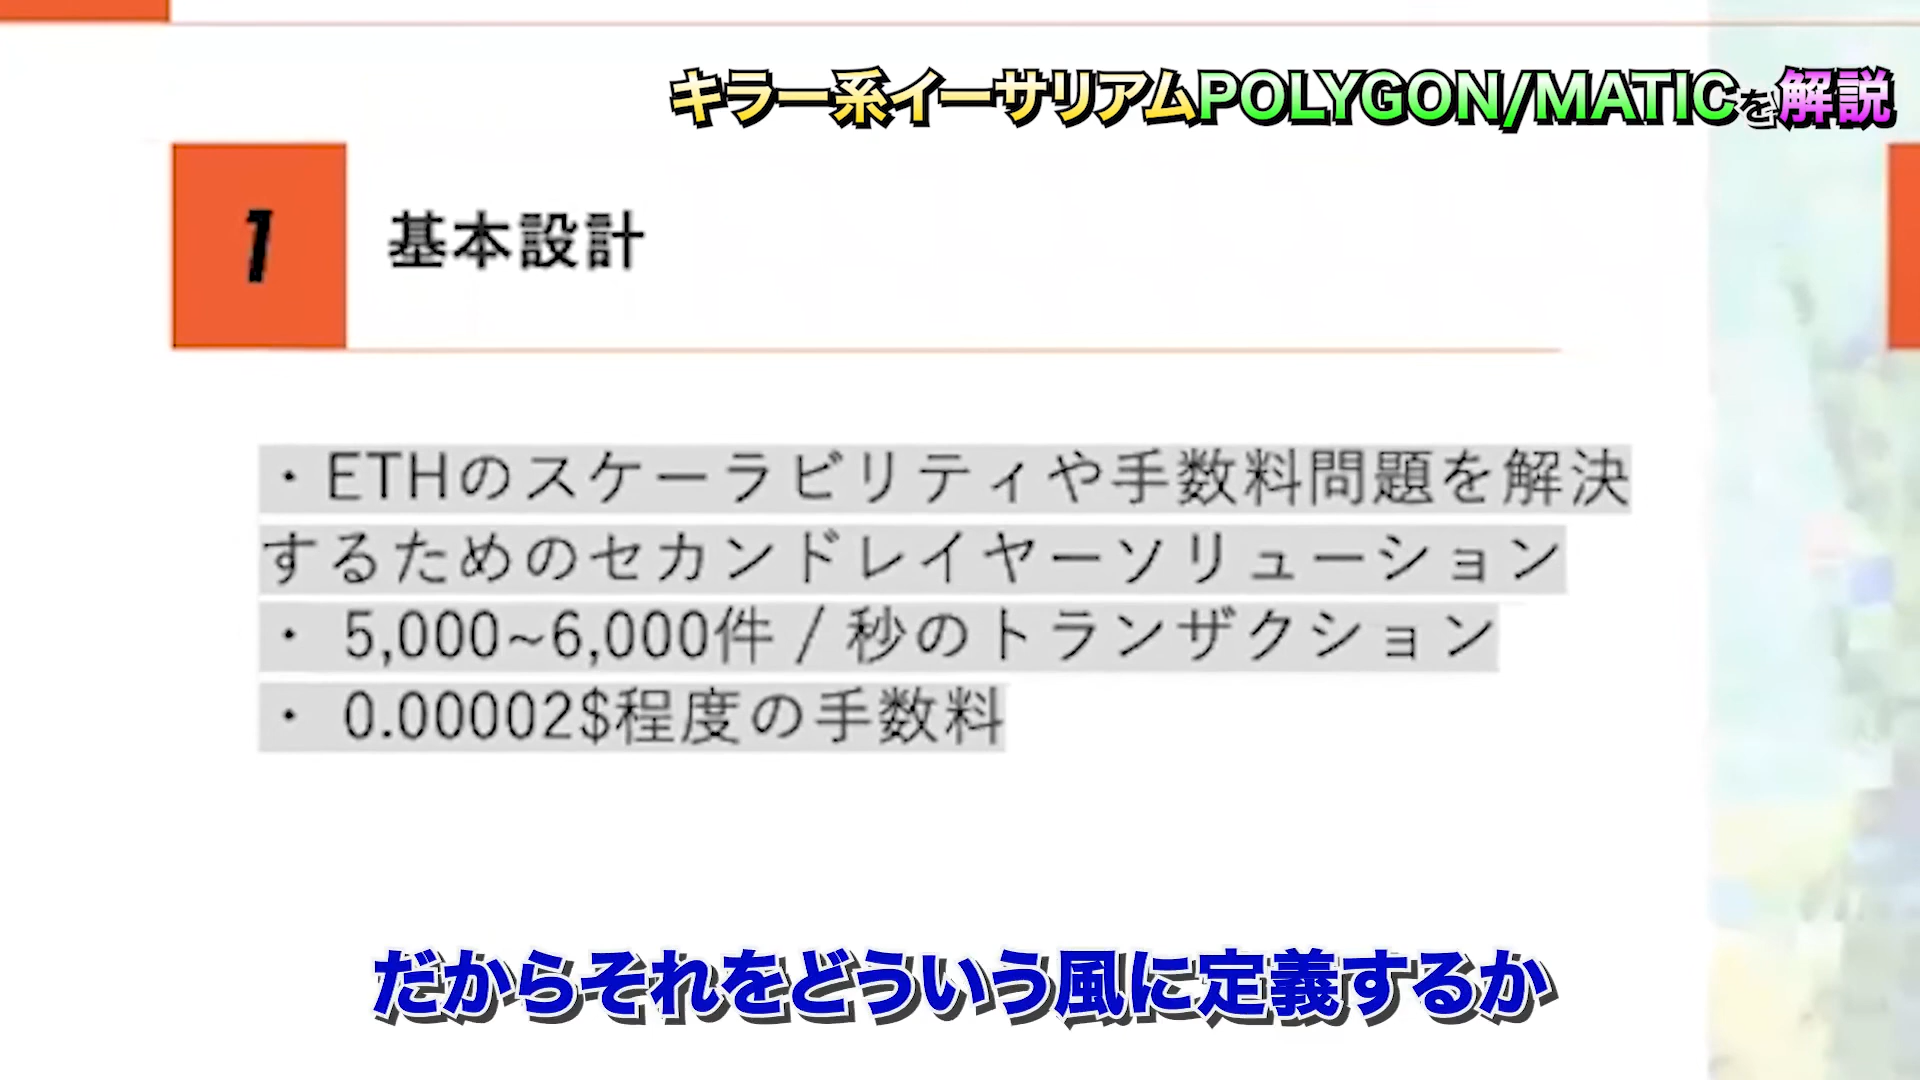 キラー系イーサリアムPOLYGON/MATICを解説
1
基本設計
・ETHのスケーラビリティや手数料問題を解決
するためのセカンドレイヤーソリューション
・ 5,000~6,000件 / 秒のトランザクション
・ 0.00002$程度の手数料
だからそれをどういう風に定義するか